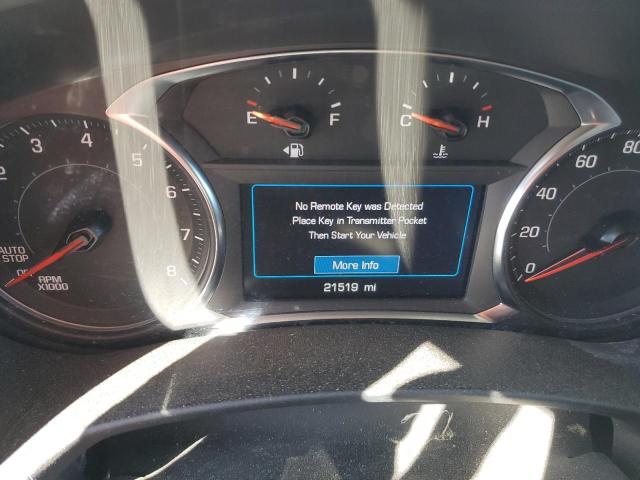 2 3 4 5 6 7 8
AUTO
STOP
OFF
RPM
X1000
E F
C H
No Remote Key was Detected
Place Key in Transmitter Pocket
Then Start Your Vehicle
More Info
21519 mi
0 20 40 60 80